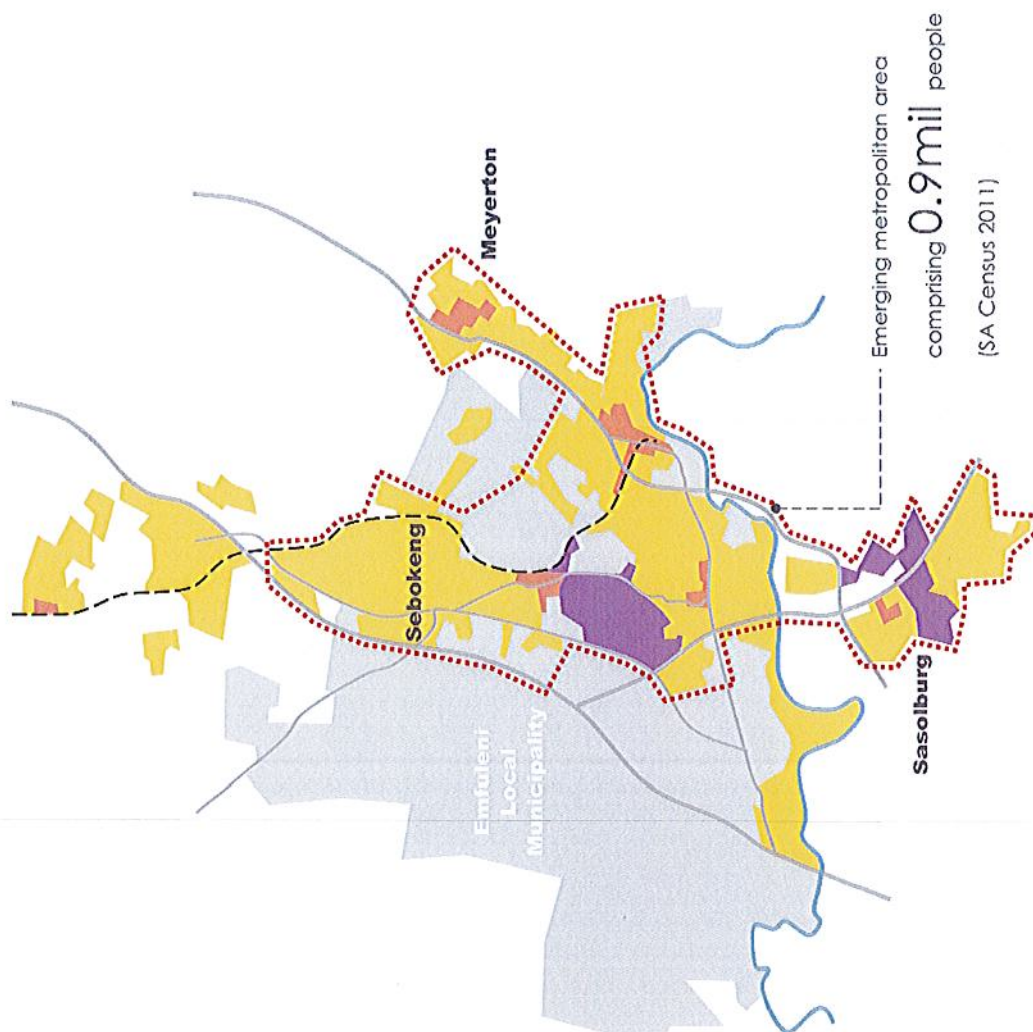 Meyerton
Sebokeng
Emfuleni
Local
Municipality
Sasolburg
Emerging metropolitan area
comprising 0.9mil people
(SA Census 2011)